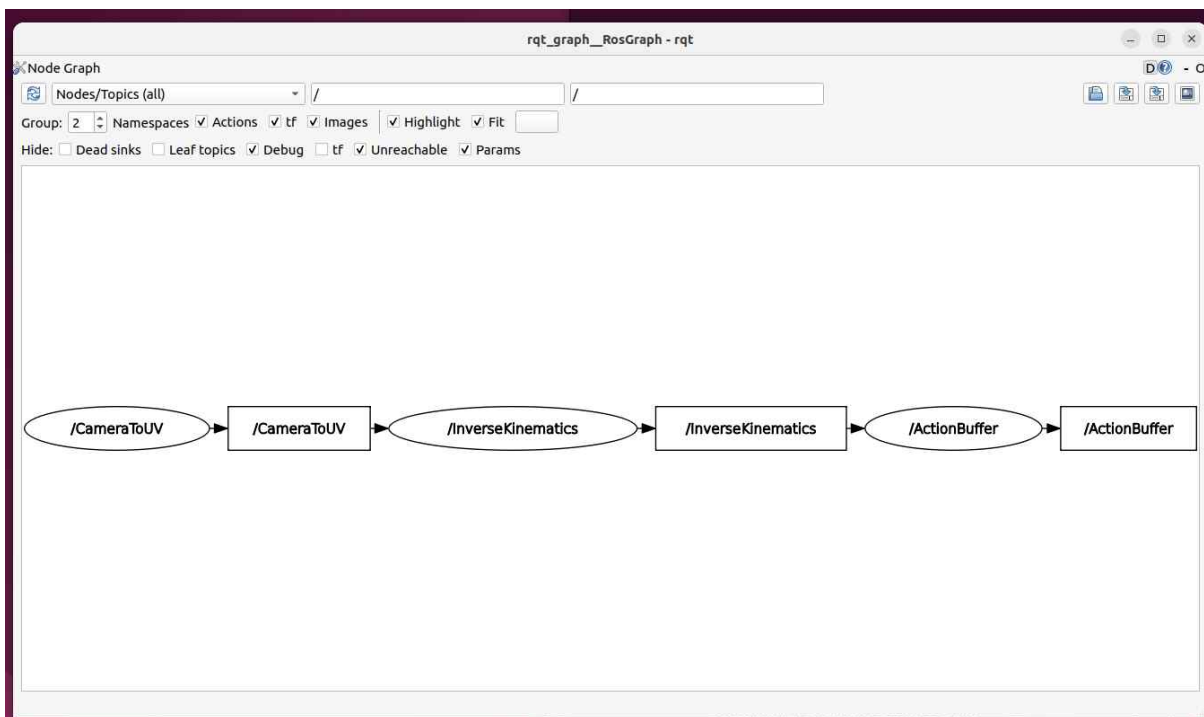 rqt_graph__RosGraph - rqt
Node Graph D - O
Nodes/Topics (all) / /
Group: 2 Namespaces Actions tf Images Highlight Fit
Hide: Dead sinks Leaf topics Debug tf Unreachable Params
/CameraToUV /CameraToUV /InverseKinematics /InverseKinematics /ActionBuffer /ActionBuffer